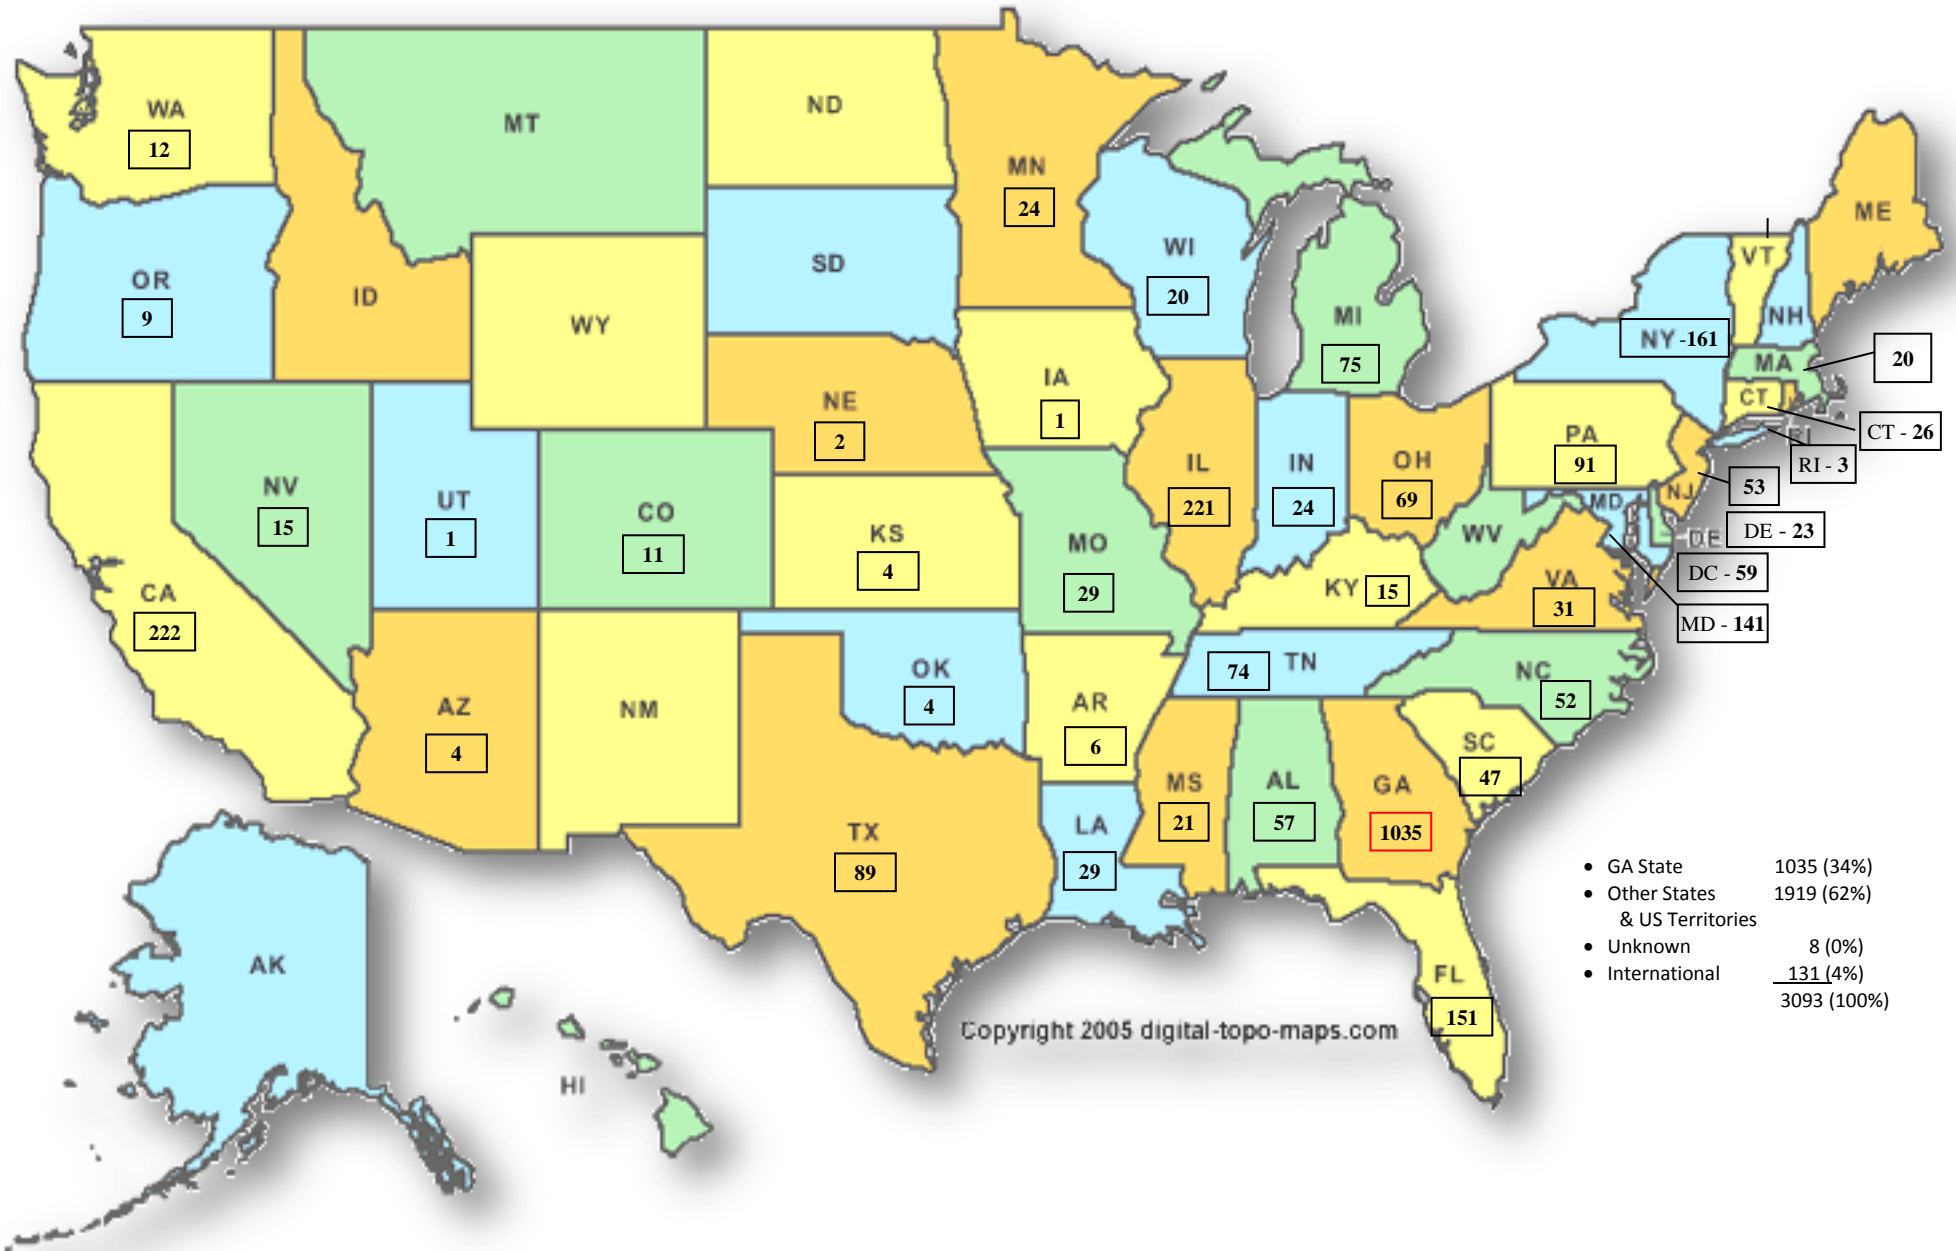 WA
12
MT
ND
MN
24
OR
9
ID
WY
SD
WI
20
MI
75
VT
NH
ME
NY -161
MA
20
CT
CT - 26
RI
RI - 3
NV
15
UT
1
CO
11
NE
2
IA
1
IL
221
IN
24
OH
69
PA
91
NJ
53
MD
DE
DE - 23
DC - 59
MD - 141
CA
222
KS
4
MO
29
KY
15
WV
VA
31
AZ
4
NM
OK
4
AR
6
74
TN
NC
52
SC
47
TX
89
LA
29
MS
21
AL
57
GA
1035
FL
151
AK
HI
Copyright 2005 digital-topo-maps.com
• GA State 1035 (34%)
• Other States 1919 (62%)
& US Territories
• Unknown 8 (0%)
• International 131 (4%)
3093 (100%)